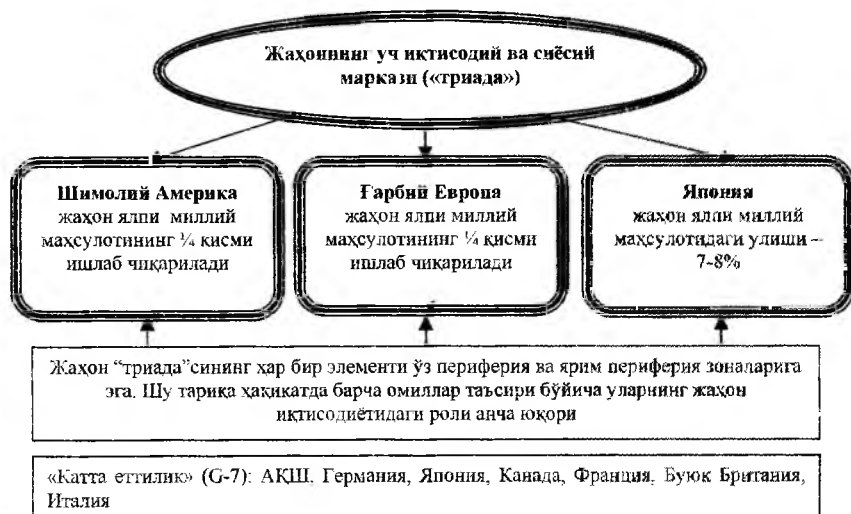 Жаҳоннинг уч иқтисодий ва сиёсий
маркази («триада»)
Шимолий Америка
жаҳон ялпи миллий
маҳсулотининг ¼ қисми
ишлаб чиқарилади
Ғарбий Европа
жаҳон ялпи миллий
маҳсулотининг ¼ қисми
ишлаб чиқарилади
Япония
жаҳон ялпи миллий
маҳсулотидаги улиши –
7-8%
Жаҳон “триада”сининг ҳар бир элементи ўз периферия ва ярим периферия зоналарига
эга. Шу тариқа ҳақиқатда барча омиллар таъсири бўйича уларнинг жаҳон
иқтисодиётидаги роли анча юқори
«Катта еттилик» (G-7): АҚШ, Германия, Япония, Канада, Франция, Буюк Британия,
Италия